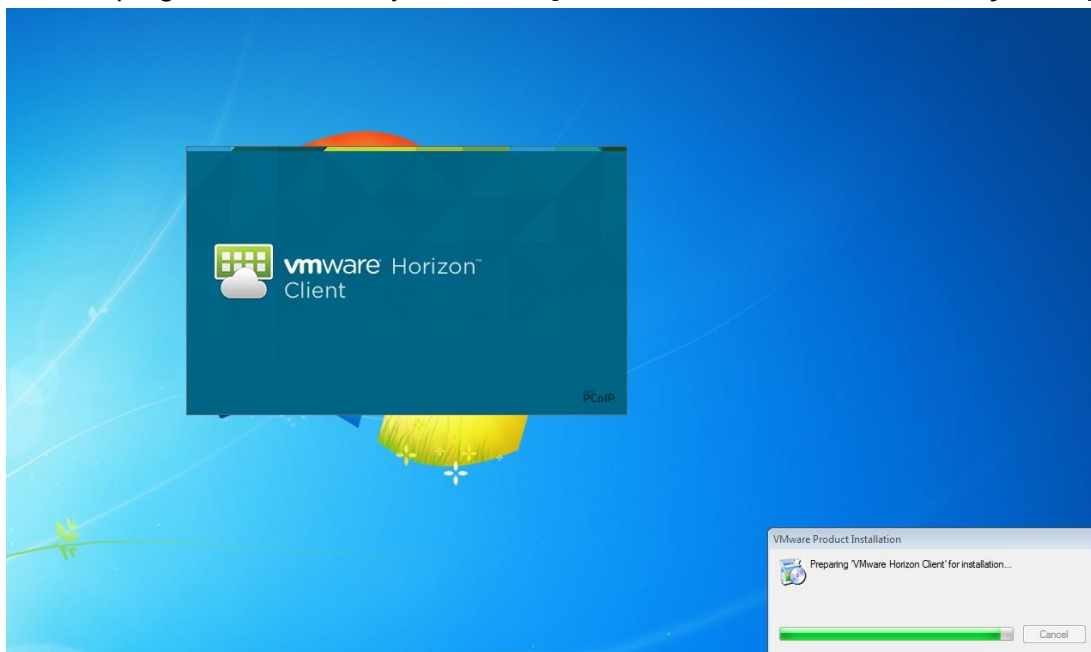 vmware Horizon™
Client
PCoIP
VMware Product Installation
Preparing 'VMware Horizon Client' for installation...
Cancel